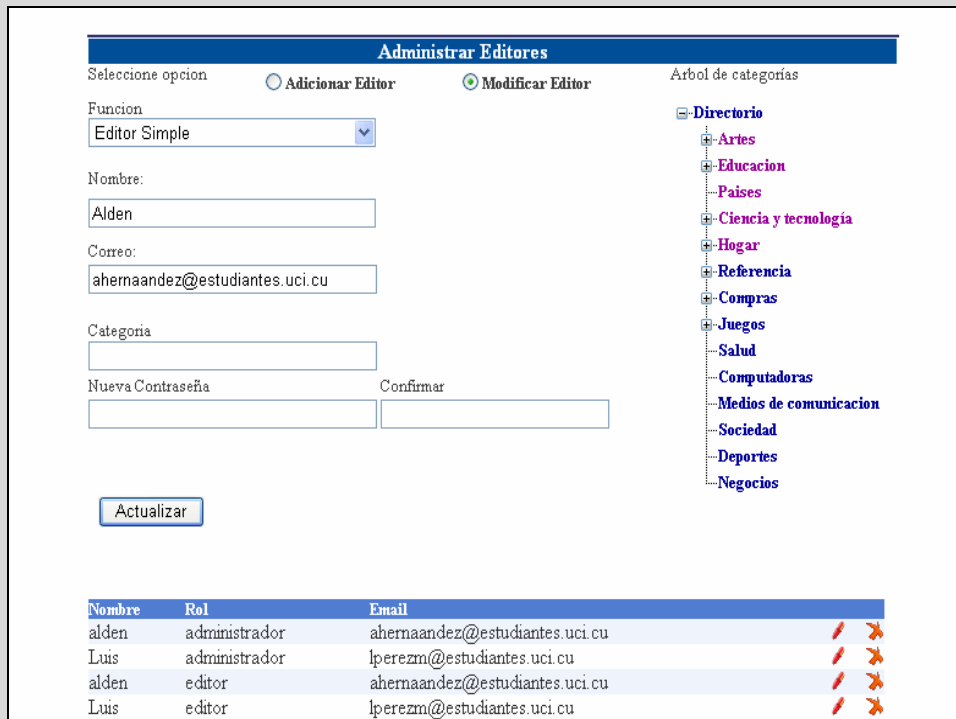 Administrar Editores
Seleccione opcion
Adicionar Editor
Modificar Editor
Funcion
Editor Simple
Nombre:
Alden
Correo:
ahernaandez@estudiantes.uci.cu
Categoria
Nueva Contraseña
Confirmar
Actualizar
Arbol de categorías
Directorio
Artes
Educacion
Paises
Ciencia y tecnología
Hogar
Referencia
Compras
Juegos
Salud
Computadoras
Medios de comunicacion
Sociedad
Deportes
Negocios
Nombre Rol Email
alden administrador ahernaandez@estudiantes.uci.cu
Luis administrador lperezm@estudiantes.uci.cu
alden editor ahernaandez@estudiantes.uci.cu
Luis editor lperezm@estudiantes.uci.cu